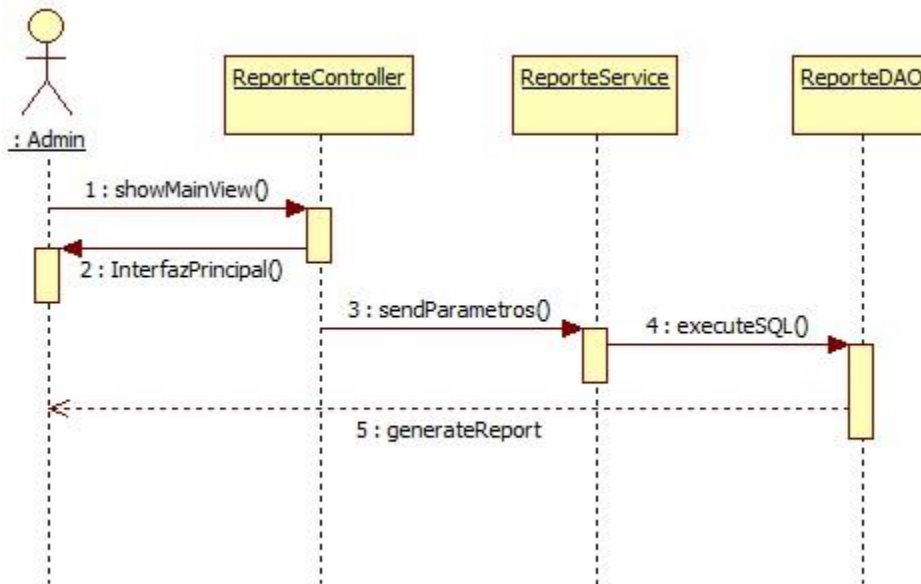 ReporteController
ReporteService
ReporteDAO
: Admin
1 : showMainView()
2 : InterfazPrincipal()
3 : sendParametros()
4 : executeSQL()
5 : generateReport